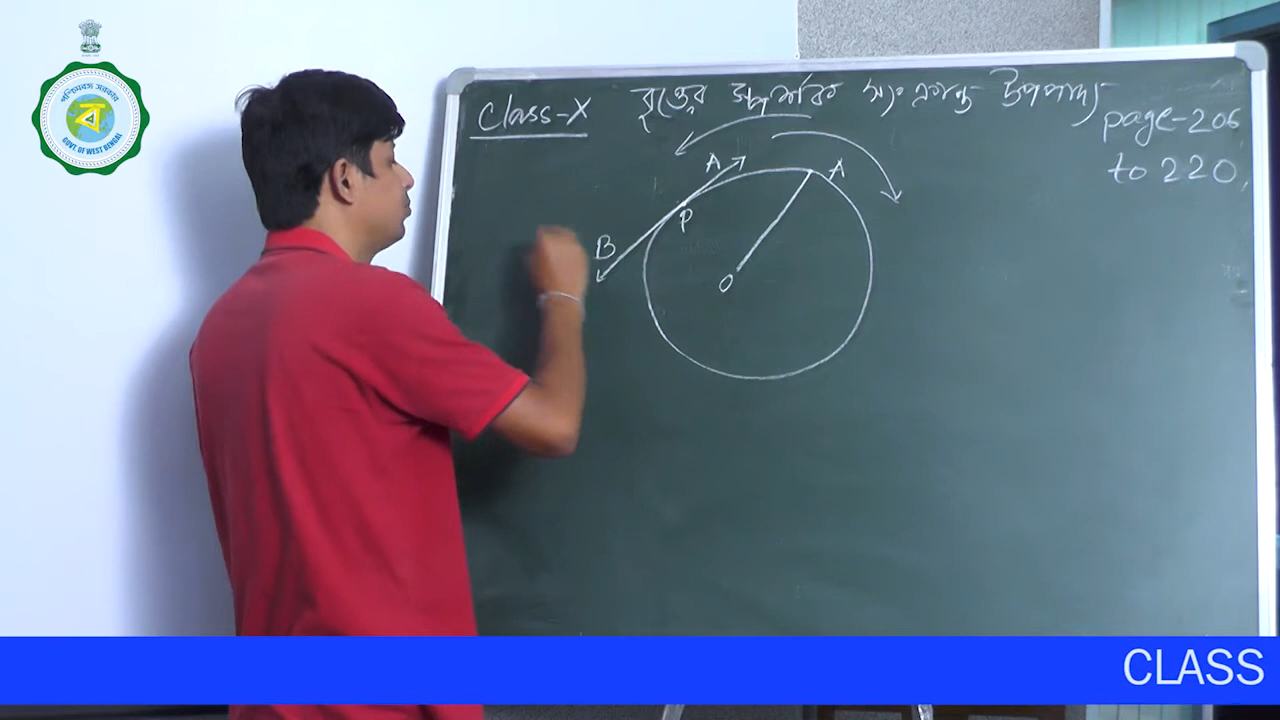 পশ্চিমবঙ্গ সরকার
ব
GOVT. OF WEST BENGAL
Class-X
বৃত্তের স্পর্শক সংক্রান্ত উপপাদ্য
page-206
to 220
A
A
P
B
O
CLASS